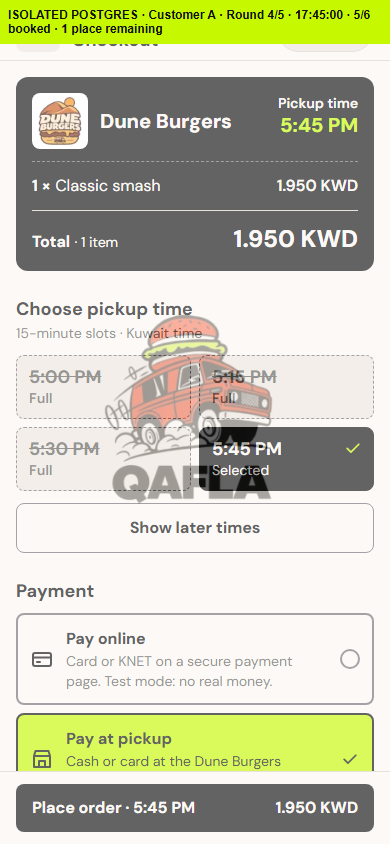 ISOLATED POSTGRES · Customer A · Round 4/5 · 17:45:00 · 5/6
booked · 1 place remaining
Checkout
DUNE
BURGERS
Dune Burgers
Pickup time
5:45 PM
1 × Classic smash
1.950 KWD
Total · 1 item
1.950 KWD
Choose pickup time
15-minute slots · Kuwait time
5:00 PM
Full
5:15 PM
Full
5:30 PM
Full
5:45 PM
Selected
QAFLA
Show later times
Payment
Pay online
Card or KNET on a secure payment
page. Test mode: no real money.
Pay at pickup
Cash or card at the Dune Burgers
Place order · 5:45 PM
1.950 KWD